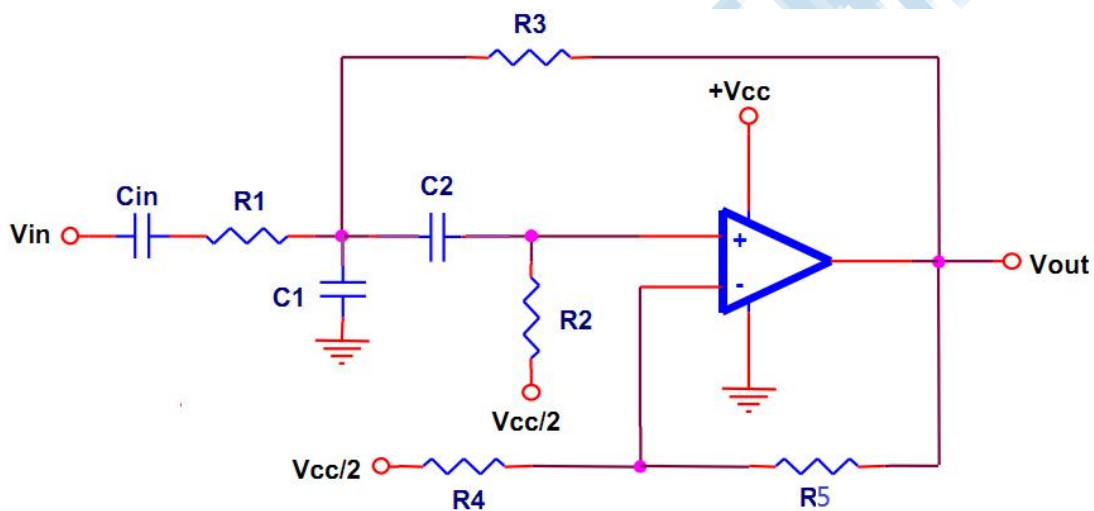 R3
+Vcc
Cin
R1
C2
Vin
+
Vout
C1
-
R2
Vcc/2
Vcc/2
R4
R5